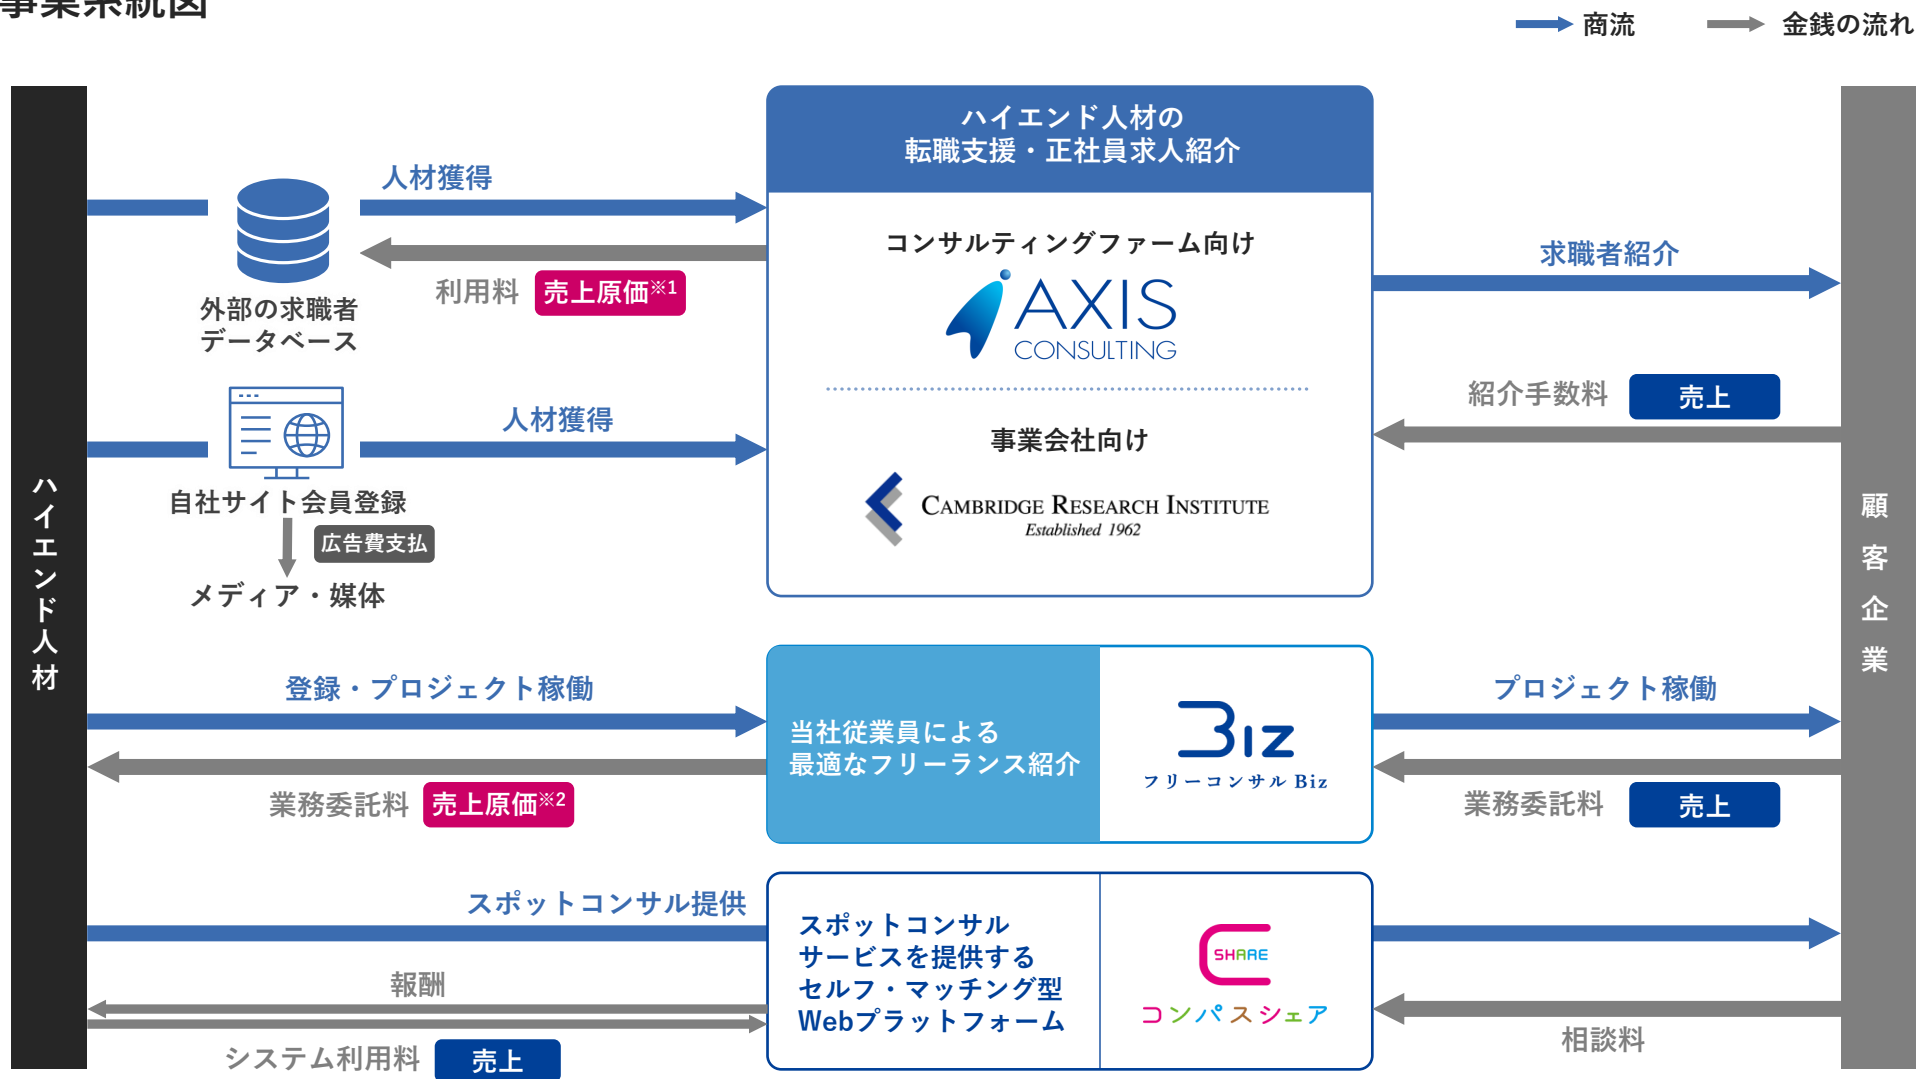 事業系統図
商流
金銭の流れ
ハイエンド人材
人材獲得
利用料
売上原価※1
外部の求職者
データベース
人材獲得
自社サイト会員登録
広告費支払
メディア・媒体
ハイエンド人材の
転職支援・正社員求人紹介
コンサルティングファーム向け
AXIS
CONSULTING
事業会社向け
CAMBRIDGE RESEARCH INSTITUTE
Established 1962
求職者紹介
紹介手数料
売上
顧客企業
登録・プロジェクト稼働
業務委託料
売上原価※2
当社従業員による
最適なフリーランス紹介
Biz
フリーコンサル Biz
プロジェクト稼働
業務委託料
売上
スポットコンサル提供
報酬
システム利用料
売上
スポットコンサル
サービスを提供する
セルフ・マッチング型
Webプラットフォーム
SHARE
コンパスシェア
相談料